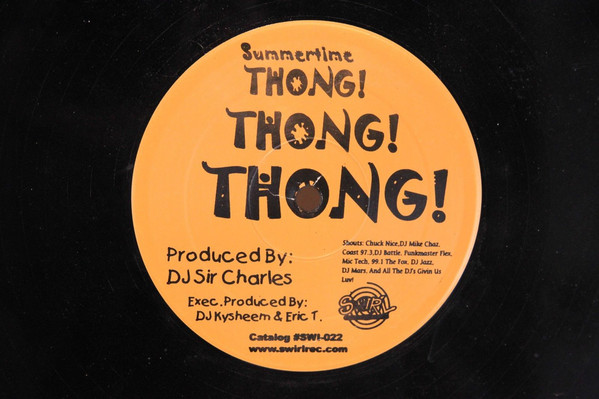 Summertime
THONG!
THONG!
THONG!
Produced By:
DJ Sir Charles
Exec. Produced By:
DJ Kysheem & Eric T.
Shouts: Chuck Nice,DJ Mike Chaz,
Coast 97.3,DJ Battle, Funkmaster Flex,
Mic Tech, 99.1 The Fox, DJ Jazz,
DJ Mars, And All The DJ's Givin Us
Luv!
SWIRL
Catalog #SWI-022
www.swirlrec.com